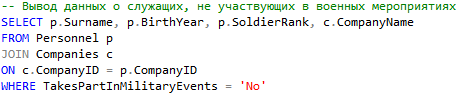 -- Вывод данных о служащих, не участвующих в военных мероприятиях
SELECT p.Surname, p.BirthYear, p.SoldierRank, c.CompanyName
FROM Personnel p
JOIN Companies c
ON c.CompanyID = p.CompanyID
WHERE TakesPartInMilitaryEvents = 'No'